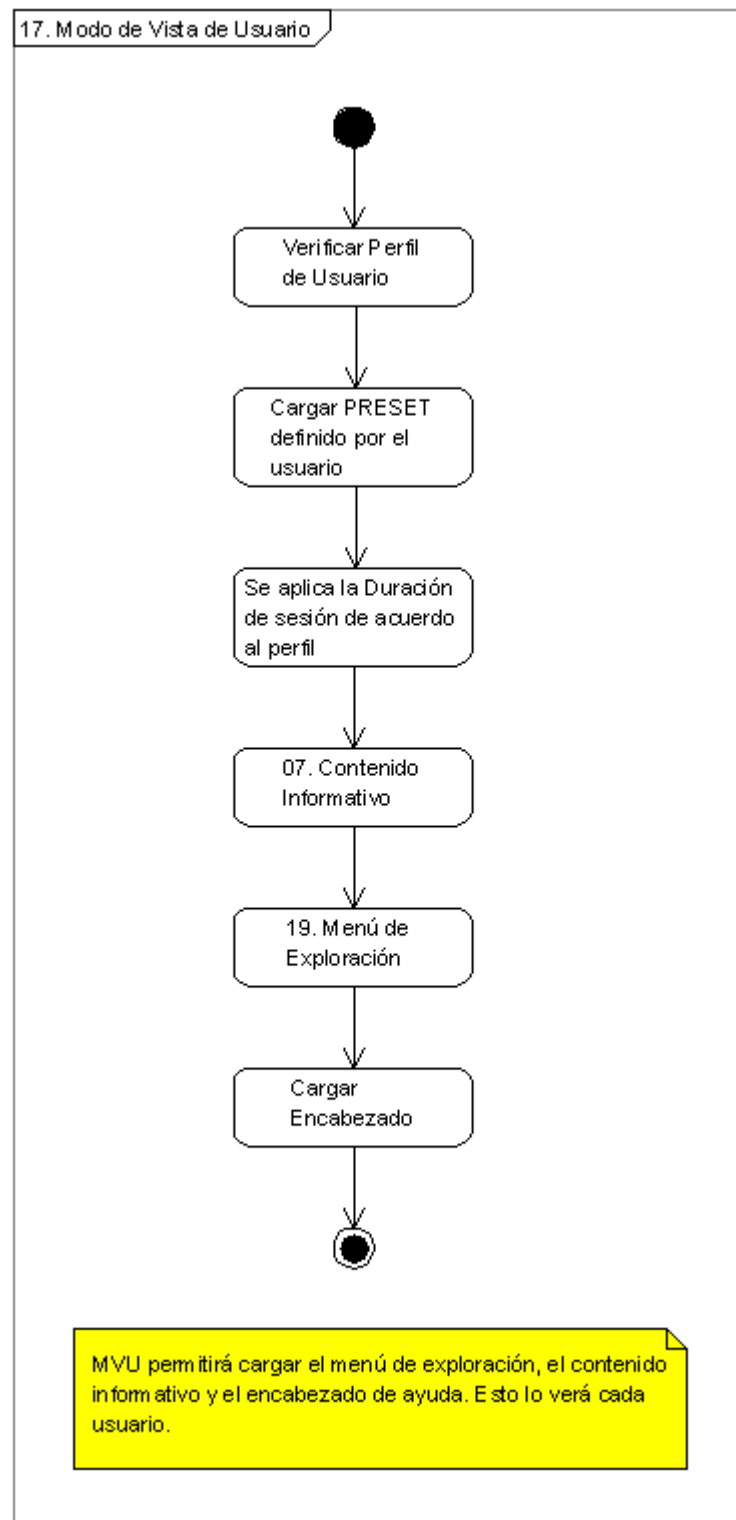 17. Modo de Vista de Usuario
Verificar Perfil
de Usuario
Cargar PRESET
definido por el
usuario
Se aplica la Duración
de sesión de acuerdo
al perfil
07. Contenido
Informativo
19. Menú de
Exploración
Cargar
Encabezado
MVU permitirá cargar el menú de exploración, el contenido
informativo y el encabezado de ayuda. Esto lo verá cada
usuario.